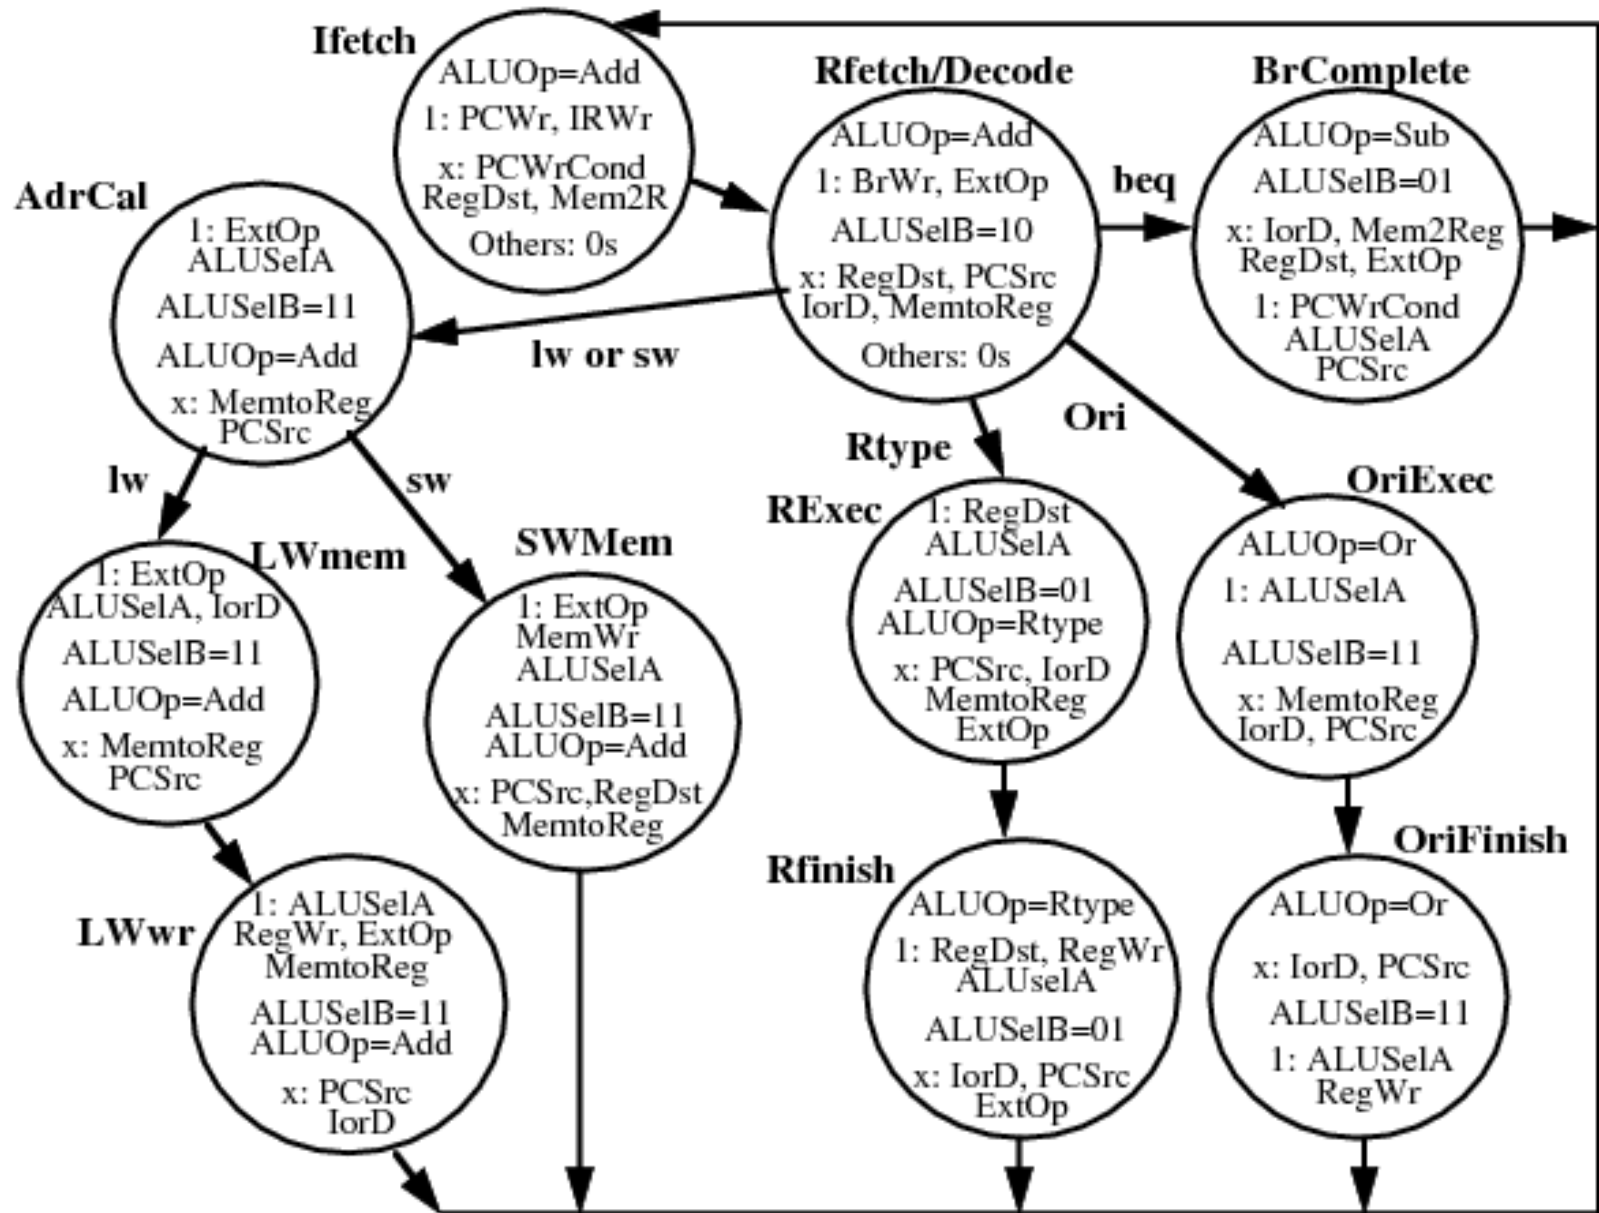 Ifetch
ALUOp=Add
1: PCWr, IRWr
x: PCWrCond
RegDst, Mem2R
Others: 0s
Rfetch/Decode
ALUOp=Add
1: BrWr, ExtOp
ALUSelB=10
x: RegDst, PCSrc
IorD, MemtoReg
Others: 0s
beq
BrComplete
ALUOp=Sub
ALUSelB=01
x: IorD, Mem2Reg
RegDst, ExtOp
1: PCWrCond
ALUSelA
PCSrc
AdrCal
1: ExtOp
ALUSelA
ALUSelB=11
ALUOp=Add
x: MemtoReg
PCSrc
lw or sw
lw
sw
Rtype
Ori
LWmem
1: ExtOp
ALUSelA, IorD
ALUSelB=11
ALUOp=Add
x: MemtoReg
PCSrc
SWMem
1: ExtOp
MemWr
ALUSelA
ALUSelB=11
ALUOp=Add
x: PCSrc,RegDst
MemtoReg
RExec
1: RegDst
ALUSelA
ALUSelB=01
ALUOp=Rtype
x: PCSrc, IorD
MemtoReg
ExtOp
OriExec
ALUOp=Or
1: ALUSelA
ALUSelB=11
x: MemtoReg
IorD, PCSrc
LWwr
1: ALUSelA
RegWr, ExtOp
MemtoReg
ALUSelB=11
ALUOp=Add
x: PCSrc
IorD
Rfinish
ALUOp=Rtype
1: RegDst, RegWr
ALUselA
ALUSelB=01
x: IorD, PCSrc
ExtOp
OriFinish
ALUOp=Or
x: IorD, PCSrc
ALUSelB=11
1: ALUSelA
RegWr